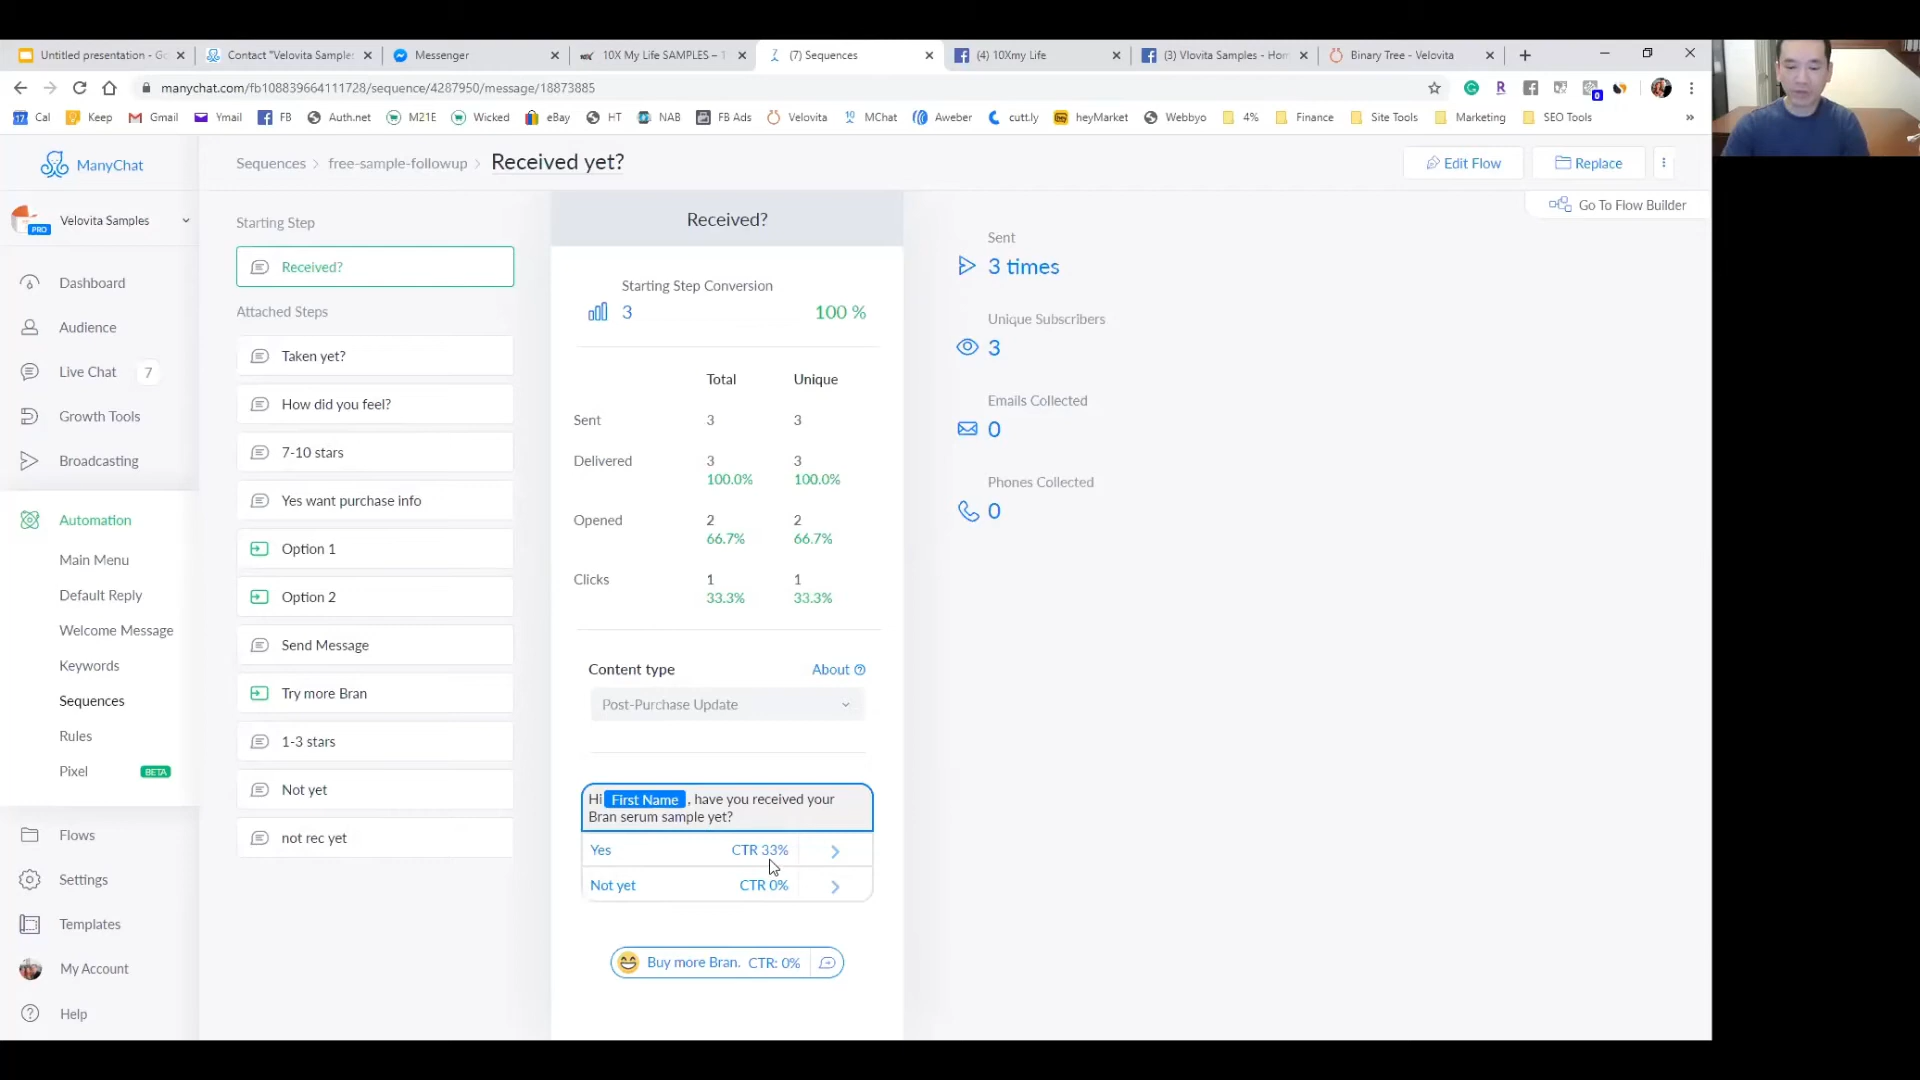 Untitled presentation - Go
Contact "Velovita Sample
Messenger
10X My Life SAMPLES – 1
(7) Sequences
(4) 10Xmy Life
(3) Vlovita Samples - Hom
Binary Tree - Velovita
manychat.com/fb108839664111728/sequence/4287950/message/18873885
Cal
Keep
Gmail
Ymail
FB
Auth.net
M21E
Wicked
eBay
HT
NAB
FB Ads
Velovita
MChat
Aweber
cutt.ly
heyMarket
Webbyo
4%
Finance
Site Tools
Marketing
SEO Tools
ManyChat
Sequences > free-sample-followup > Received yet?
Edit Flow
Replace
Go To Flow Builder
Velovita Samples
PRO
Dashboard
Audience
Live Chat 7
Growth Tools
Broadcasting
Automation
Main Menu
Default Reply
Welcome Message
Keywords
Sequences
Rules
Pixel BETA
Flows
Settings
Templates
My Account
Help
Starting Step
Received?
Attached Steps
Taken yet?
How did you feel?
7-10 stars
Yes want purchase info
Option 1
Option 2
Send Message
Try more Bran
1-3 stars
Not yet
not rec yet
Received?
Starting Step Conversion
3 100 %
Total Unique
Sent 3 3
Delivered 3 3
100.0% 100.0%
Opened 2 2
66.7% 66.7%
Clicks 1 1
33.3% 33.3%
Content type About
Post-Purchase Update
Hi First Name , have you received your
Bran serum sample yet?
Yes CTR 33%
Not yet CTR 0%
Buy more Bran. CTR: 0%
Sent
3 times
Unique Subscribers
3
Emails Collected
0
Phones Collected
0